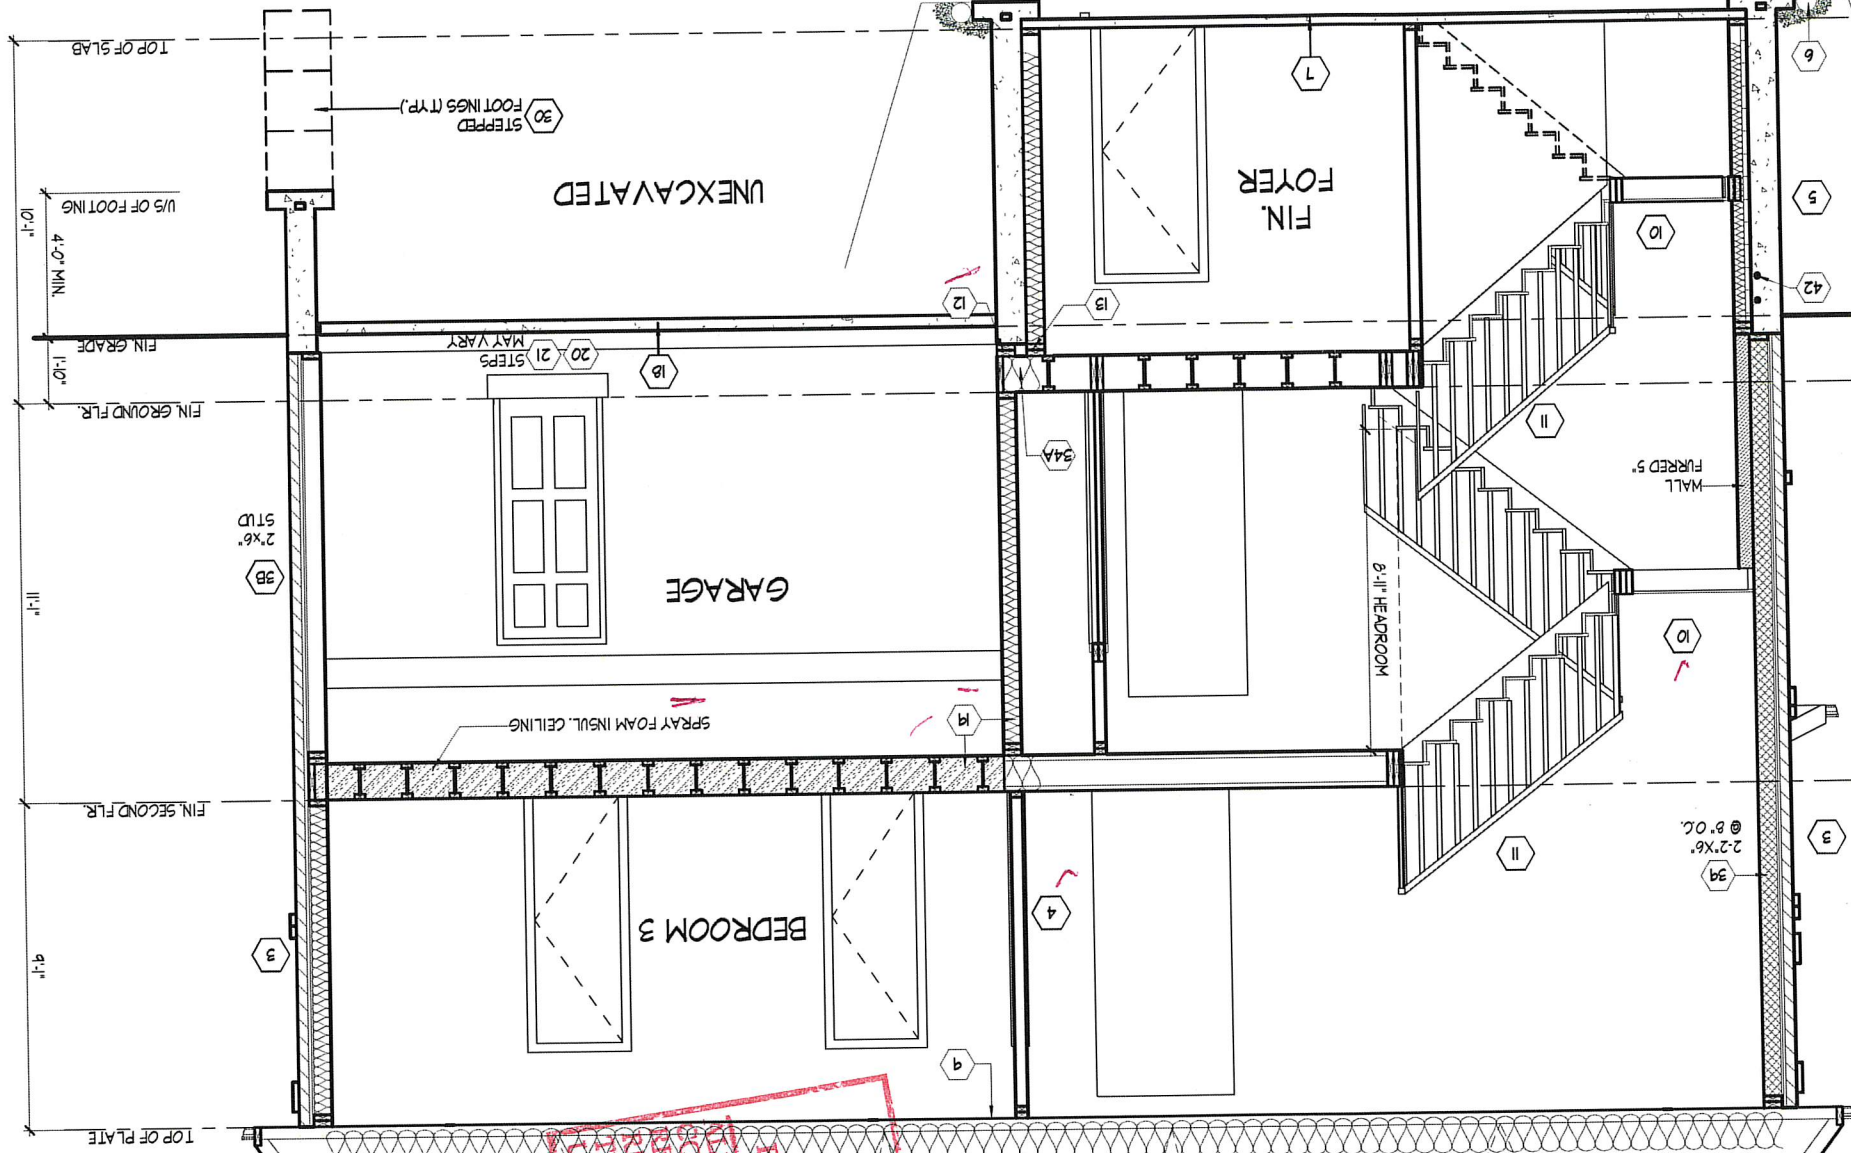 TOP OF PLATE
9
9'-1"
3
4
BEDROOM 3
39
2-2"X6"
@ 8" O.C.
3
11
FIN. SECOND FLR.
19
SPRAY FOAM INSUL. CEILING
10
8'-11" HEADROOM
GARAGE
3B
2"x6"
STUD
11'-1"
WALL
FURRED 5"
34A
11
FIN. GROUND FLR.
18
20
21
STEPS
MAY VARY
1'-10"
FIN. GRADE
42
13
12
4'-0" MIN.
10'-1"
10
5
FIN.
FOYER
UNEXCAVATED
U/S OF FOOTING
30
STEPPED
FOOTINGS (TYP.)
6
7
TOP OF SLAB